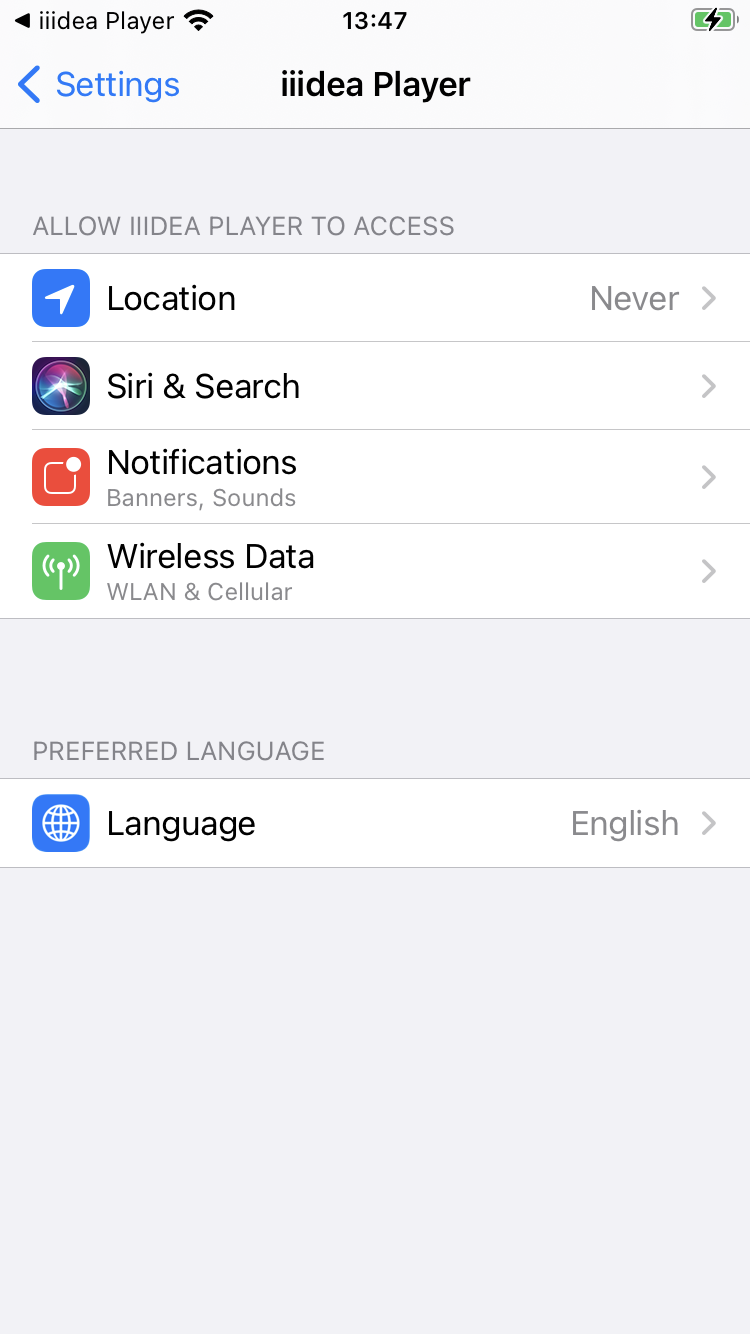 iiidea Player
13:47
Settings
iiidea Player
ALLOW IIIDEA PLAYER TO ACCESS
Location Never
Siri & Search
Notifications
Banners, Sounds
Wireless Data
WLAN & Cellular
PREFERRED LANGUAGE
Language English